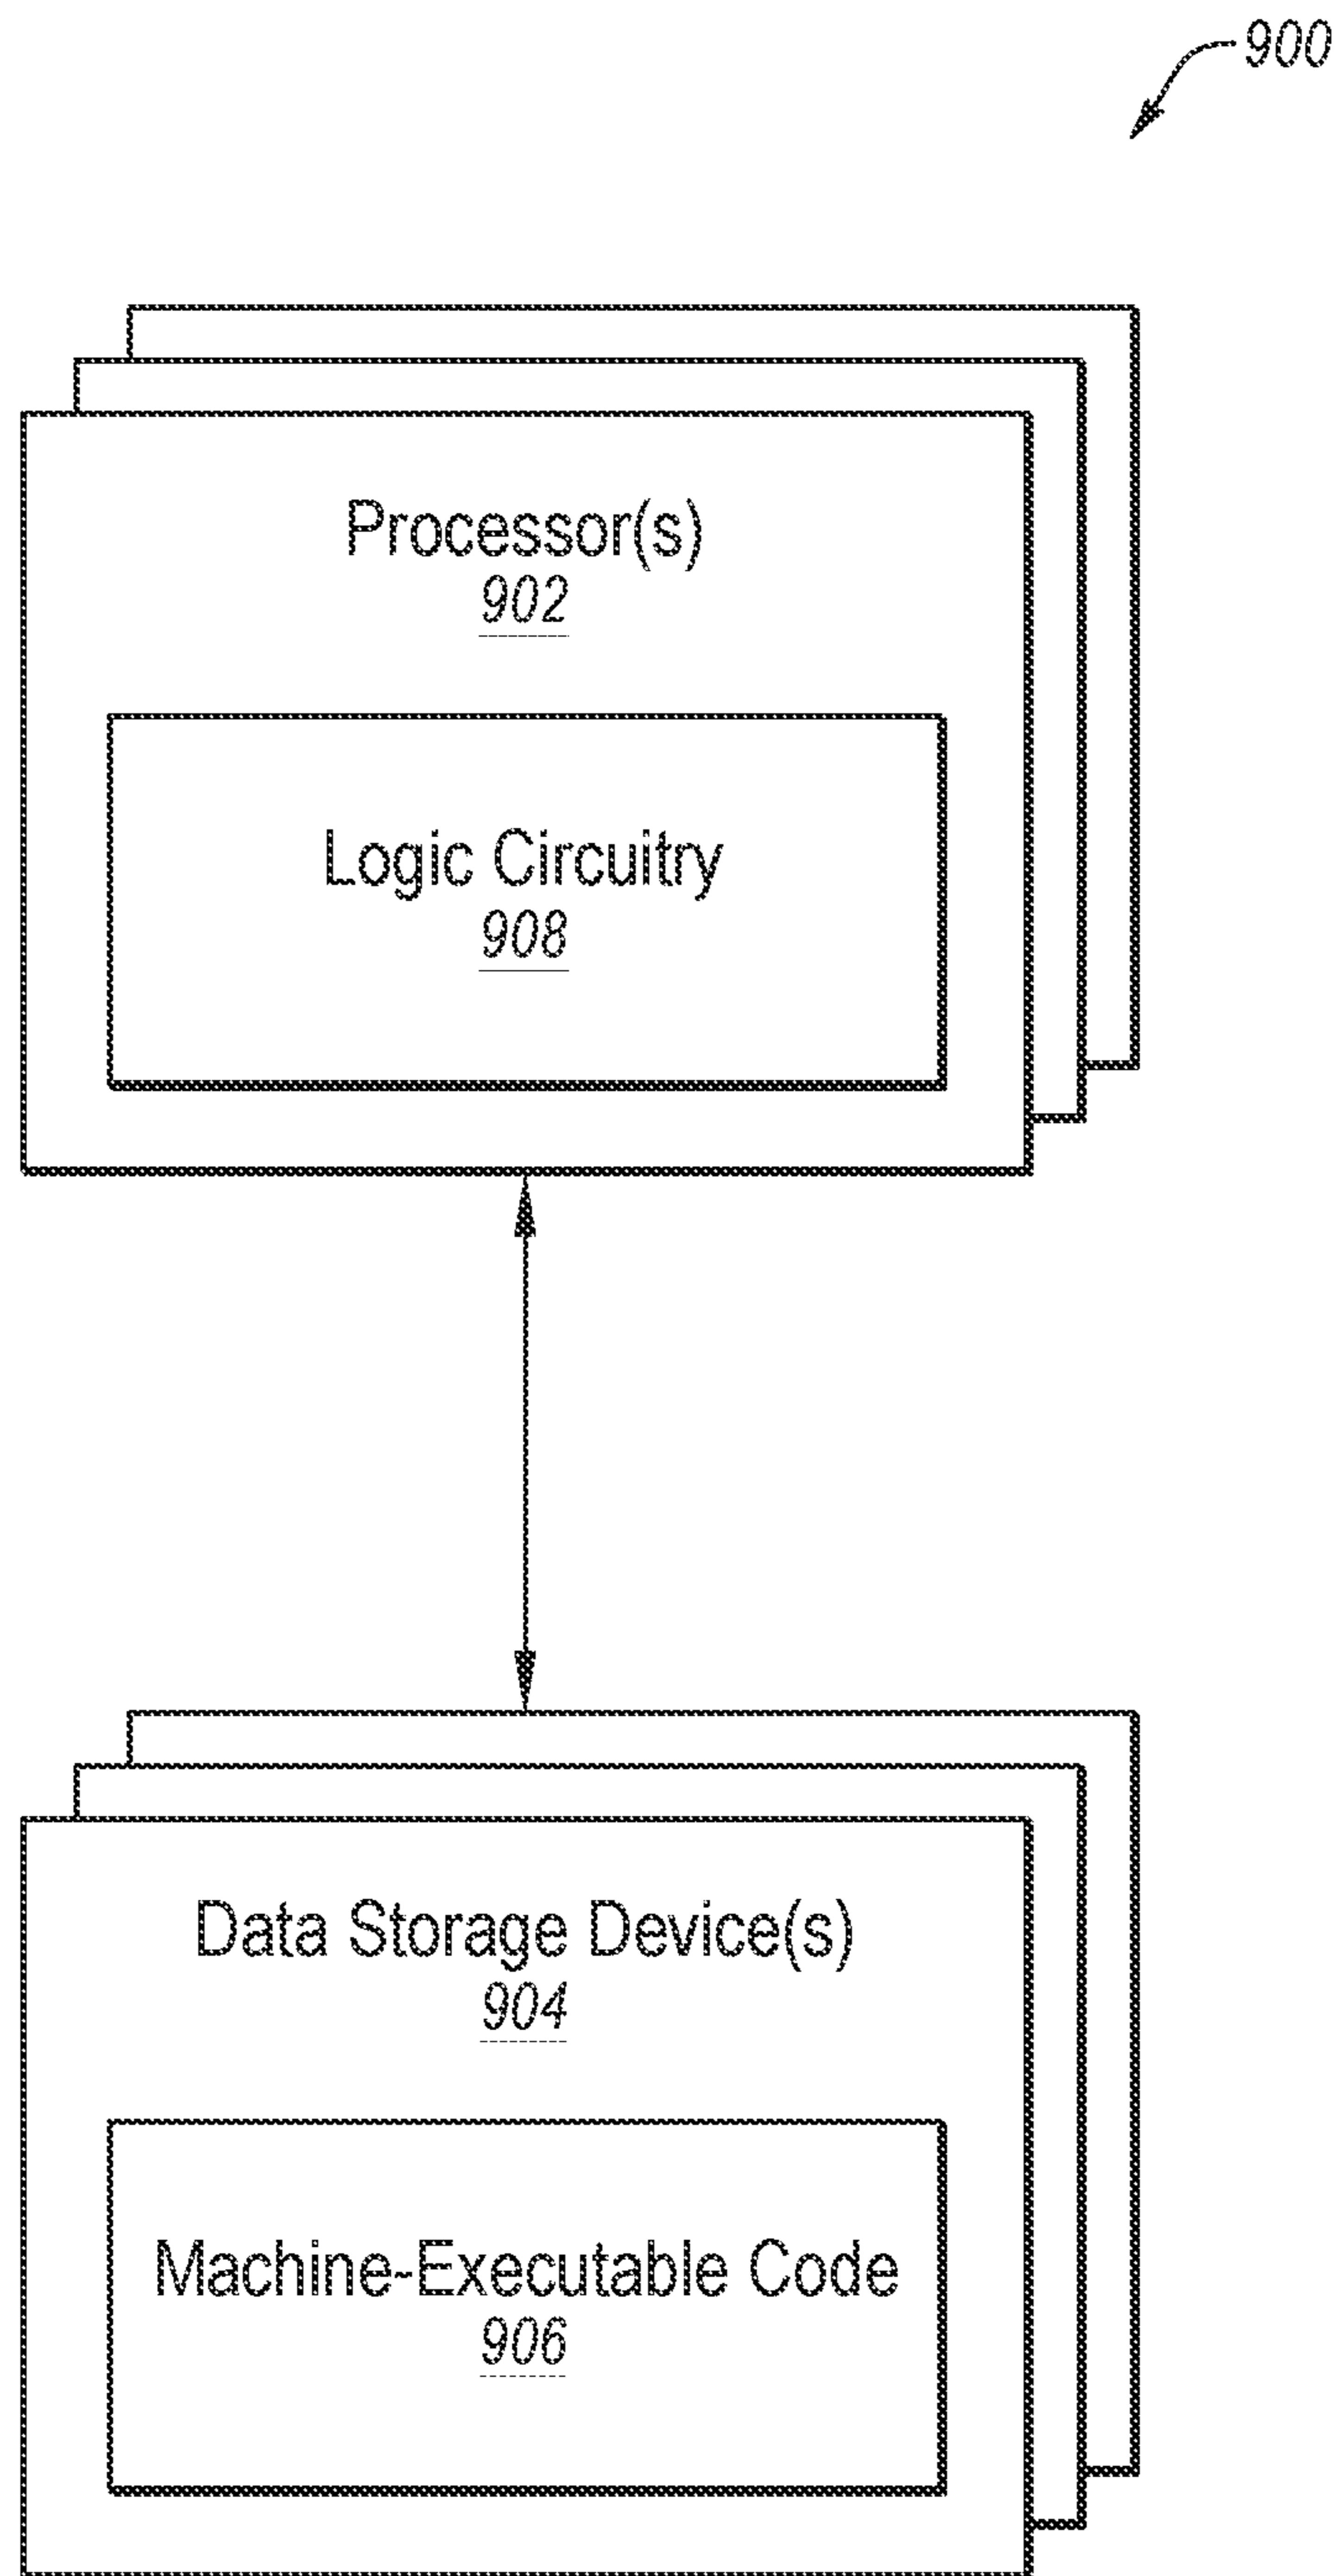 900
Processor(s)
902
Logic Circuitry
908
Data Storage Device(s)
904
Machine-Executable Code
906